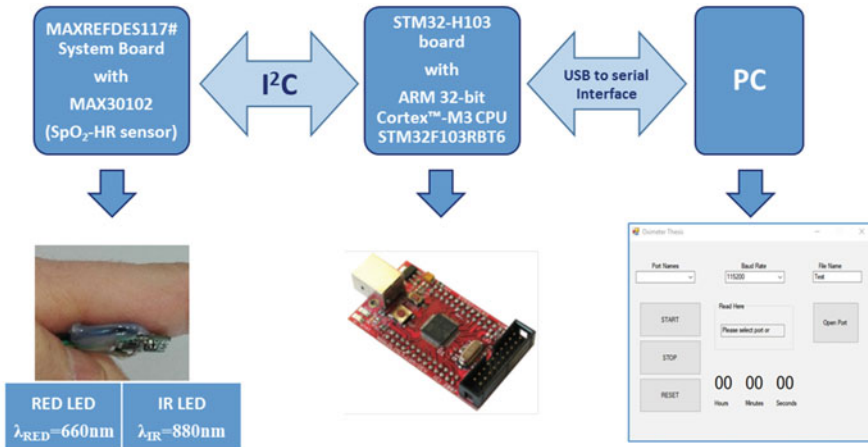 MAXREFDES117#
System Board
with
MAX30102
(SpO₂-HR sensor)
I²C
STM32-H103
board
with
ARM 32-bit
Cortex™-M3 CPU
STM32F103RBT6
USB to serial
Interface
PC
RED LED
λRED=660nm
IR LED
λIR=880nm
Oximeter Thesis
Port Names
Baud Rate
File Name
115200
Test
START
Read Here
Open Port
Please select port or
STOP
RESET
00 00 00
Hours Minutes Seconds